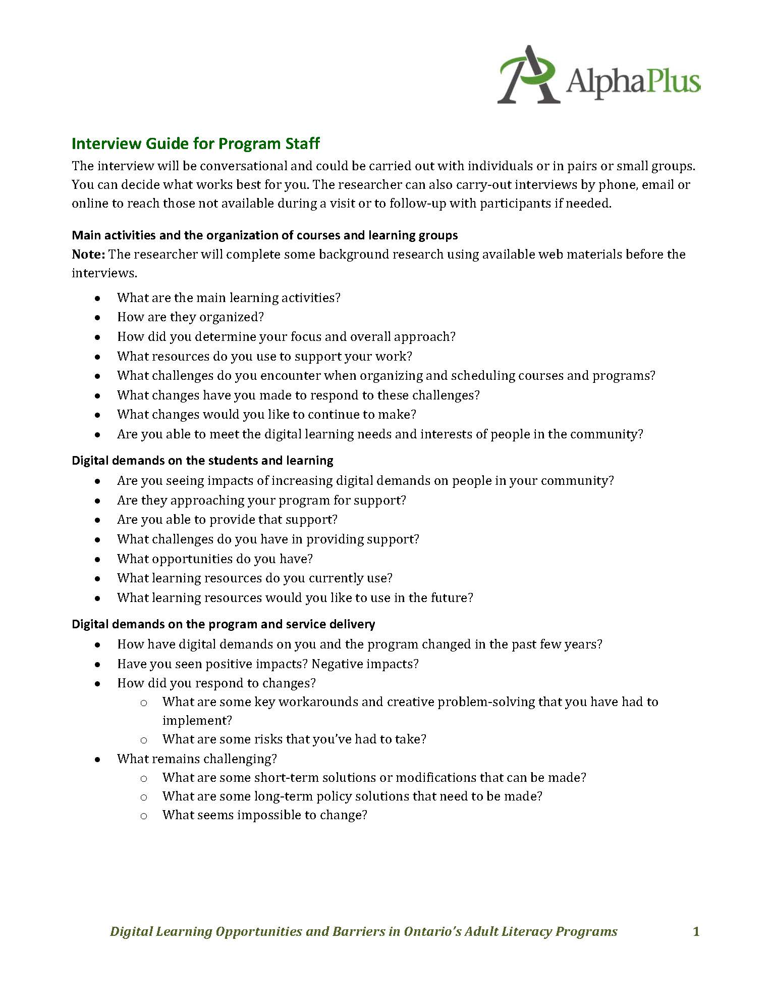 AlphaPlus
Interview Guide for Program Staff
The interview will be conversational and could be carried out with individuals or in pairs or small groups.
You can decide what works best for you. The researcher can also carry-out interviews by phone, email or
online to reach those not available during a visit or to follow-up with participants if needed.
Main activities and the organization of courses and learning groups
Note: The researcher will complete some background research using available web materials before the
interviews.
• What are the main learning activities?
• How are they organized?
• How did you determine your focus and overall approach?
• What resources do you use to support your work?
• What challenges do you encounter when organizing and scheduling courses and programs?
• What changes have you made to respond to these challenges?
• What changes would you like to continue to make?
• Are you able to meet the digital learning needs and interests of people in the community?
Digital demands on the students and learning
• Are you seeing impacts of increasing digital demands on people in your community?
• Are they approaching your program for support?
• Are you able to provide that support?
• What challenges do you have in providing support?
• What opportunities do you have?
• What learning resources do you currently use?
• What learning resources would you like to use in the future?
Digital demands on the program and service delivery
• How have digital demands on you and the program changed in the past few years?
• Have you seen positive impacts? Negative impacts?
• How did you respond to changes?
o What are some key workarounds and creative problem-solving that you have had to
implement?
o What are some risks that you’ve had to take?
• What remains challenging?
o What are some short-term solutions or modifications that can be made?
o What are some long-term policy solutions that need to be made?
o What seems impossible to change?
Digital Learning Opportunities and Barriers in Ontario’s Adult Literacy Programs 1